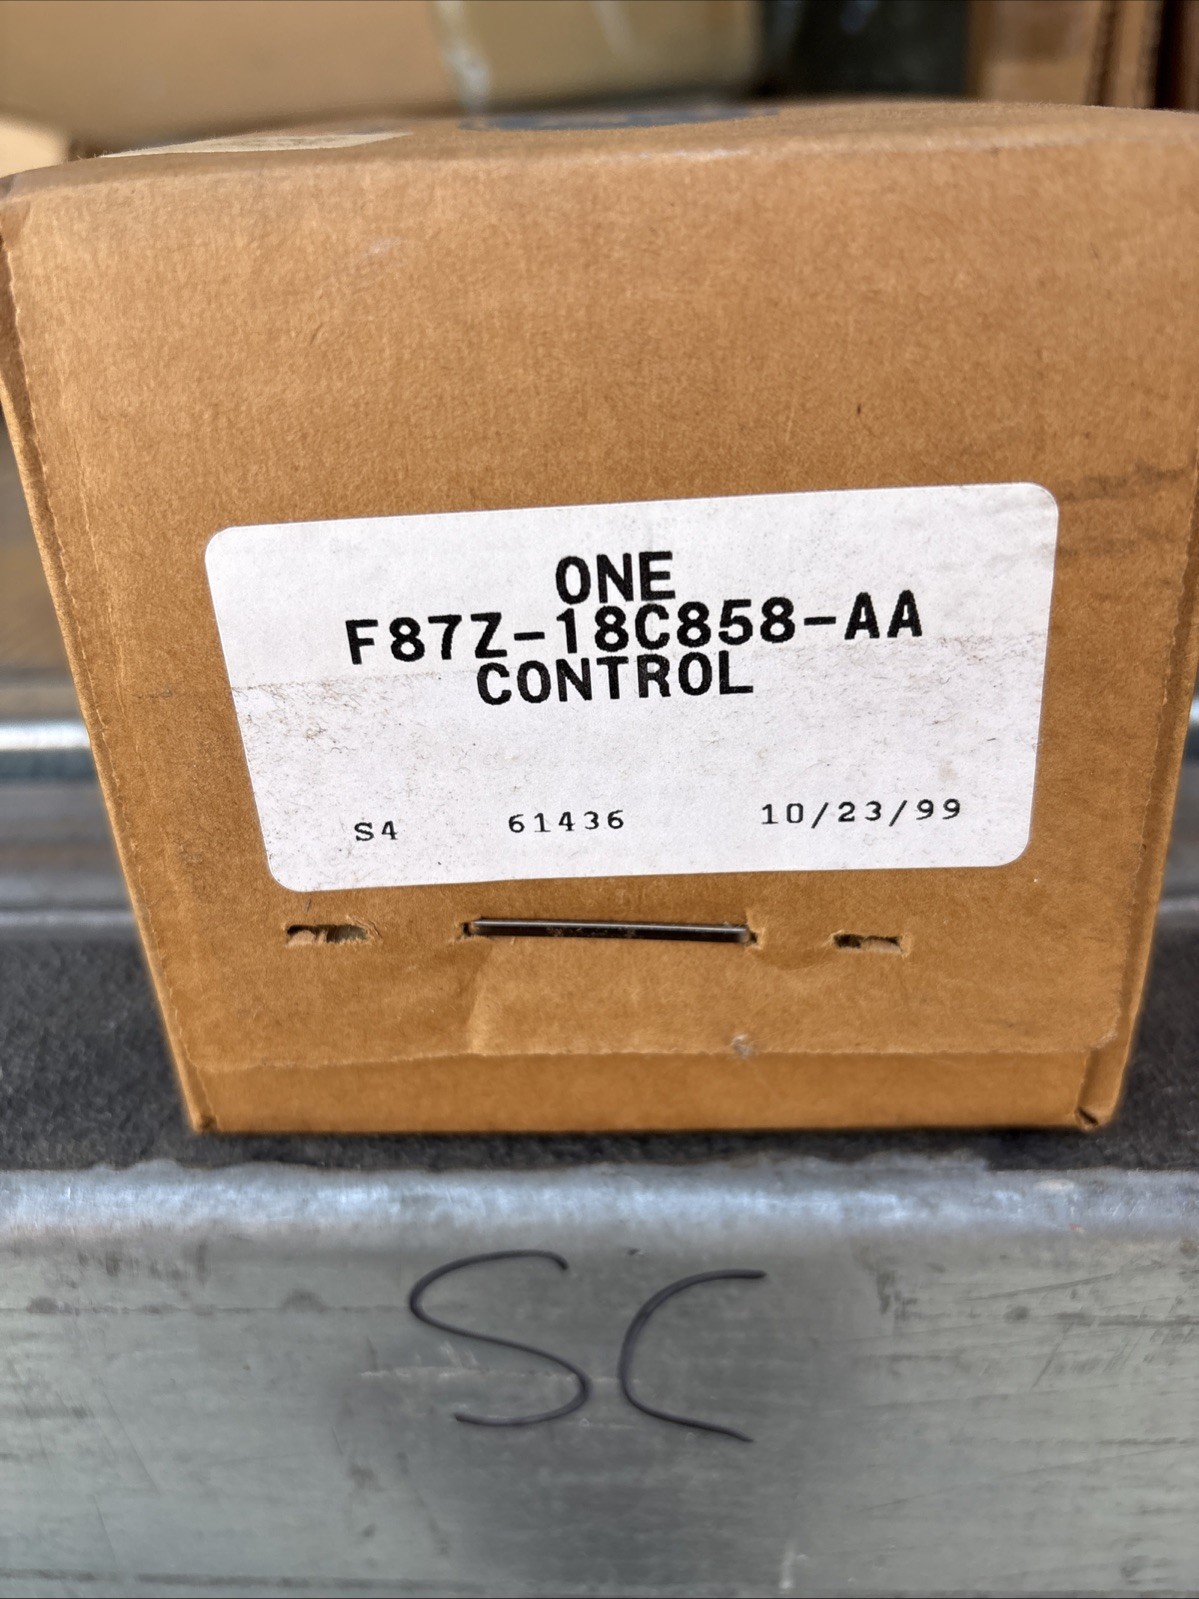 ONE
F87Z-18C858-AA
CONTROL
S4 61436 10/23/99
SC